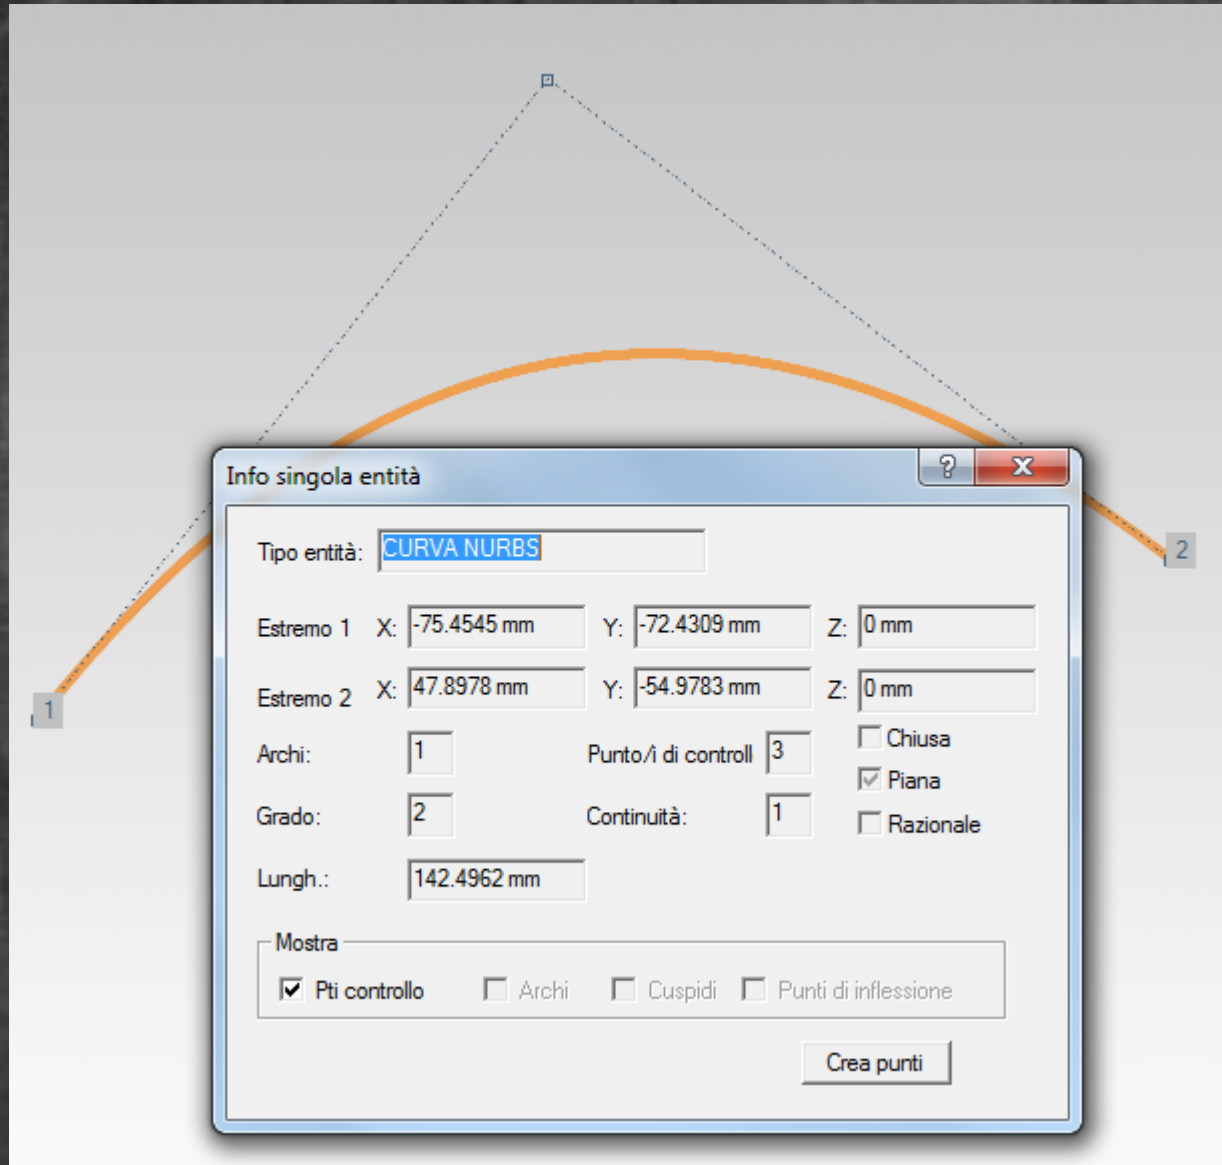 Info singola entità
Tipo entità: CURVA NURBS
Estremo 1 X: -75.4545 mm Y: -72.4309 mm Z: 0 mm
Estremo 2 X: 47.8978 mm Y: -54.9783 mm Z: 0 mm
Archi: 1 Punto/i di controll 3 Chiusa
Piana
Grado: 2 Continuità: 1 Razionale
Lungh.: 142.4962 mm
Mostra
Pti controllo Archi Cuspidi Punti di inflessione
Crea punti
1
2